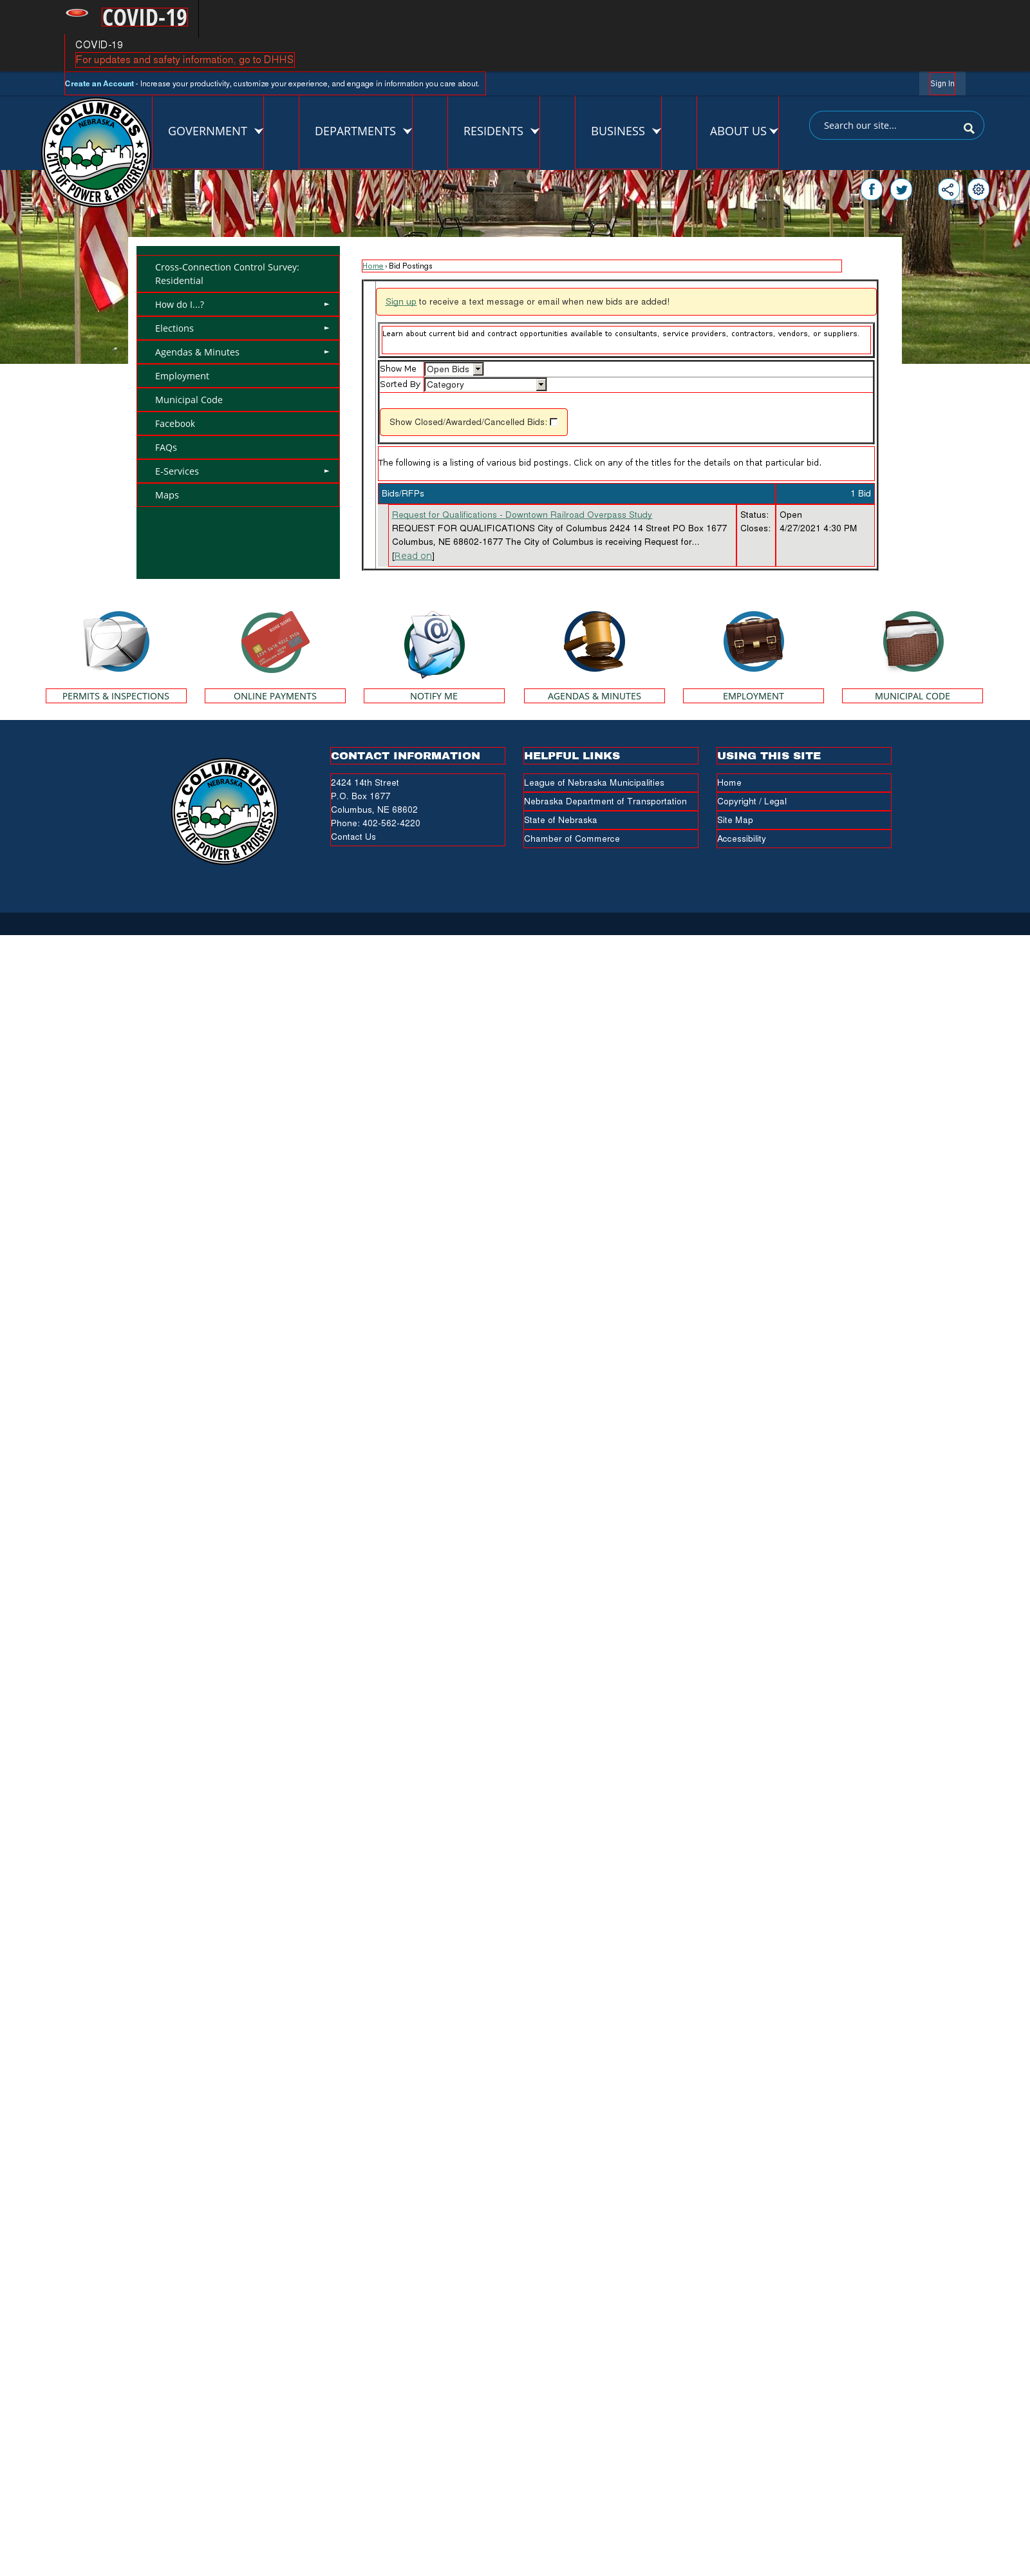 COVID-19
COVID-19
For updates and safety information, go to DHHS
Create an Account - Increase your productivity, customize your experience, and engage in information you care about.
Sign In
COLUMBUS
NEBRASKA
CITY OF POWER & PROGRESS
GOVERNMENT
DEPARTMENTS
RESIDENTS
BUSINESS
ABOUT US
Search our site...
Cross-Connection Control Survey:
Residential
How do I...?
Elections
Agendas & Minutes
Employment
Municipal Code
Facebook
FAQs
E-Services
Maps
Home › Bid Postings
Sign up to receive a text message or email when new bids are added!
Learn about current bid and contract opportunities available to consultants, service providers, contractors, vendors, or suppliers.
Show Me Open Bids
Sorted By Category
Show Closed/Awarded/Cancelled Bids:
The following is a listing of various bid postings. Click on any of the titles for the details on that particular bid.
Bids/RFPs 1 Bid
Request for Qualifications - Downtown Railroad Overpass Study Status: Open
REQUEST FOR QUALIFICATIONS City of Columbus 2424 14 Street PO Box 1677 Closes: 4/27/2021 4:30 PM
Columbus, NE 68602-1677 The City of Columbus is receiving Request for...
[Read on]
PERMITS & INSPECTIONS
ONLINE PAYMENTS
NOTIFY ME
AGENDAS & MINUTES
EMPLOYMENT
MUNICIPAL CODE
COLUMBUS
NEBRASKA
CITY OF POWER & PROGRESS
CONTACT INFORMATION
2424 14th Street
P.O. Box 1677
Columbus, NE 68602
Phone: 402-562-4220
Contact Us
HELPFUL LINKS
League of Nebraska Municipalities
Nebraska Department of Transportation
State of Nebraska
Chamber of Commerce
USING THIS SITE
Home
Copyright / Legal
Site Map
Accessibility